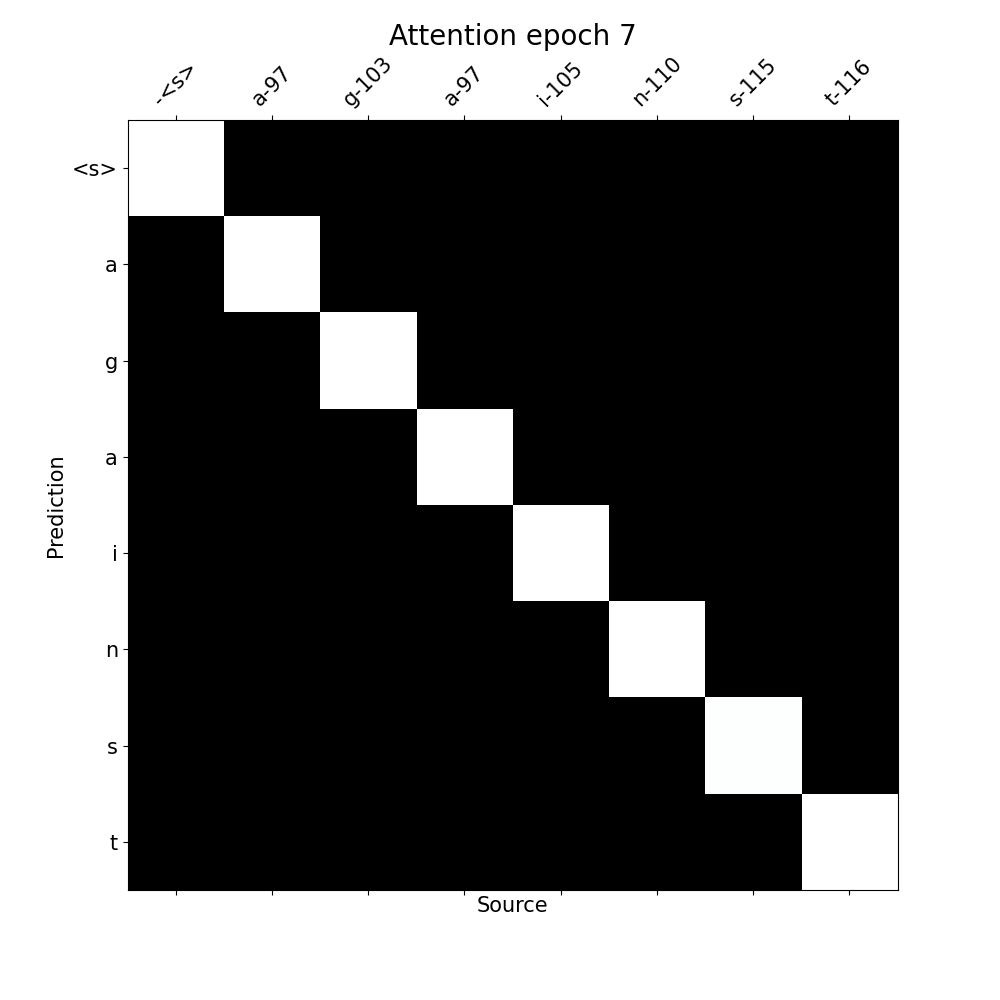 Attention epoch 7
-<s> a-97 g-103 a-97 i-105 n-110 s-115 t-116
<s>
a
g
a
i
n
s
t
Prediction
Source